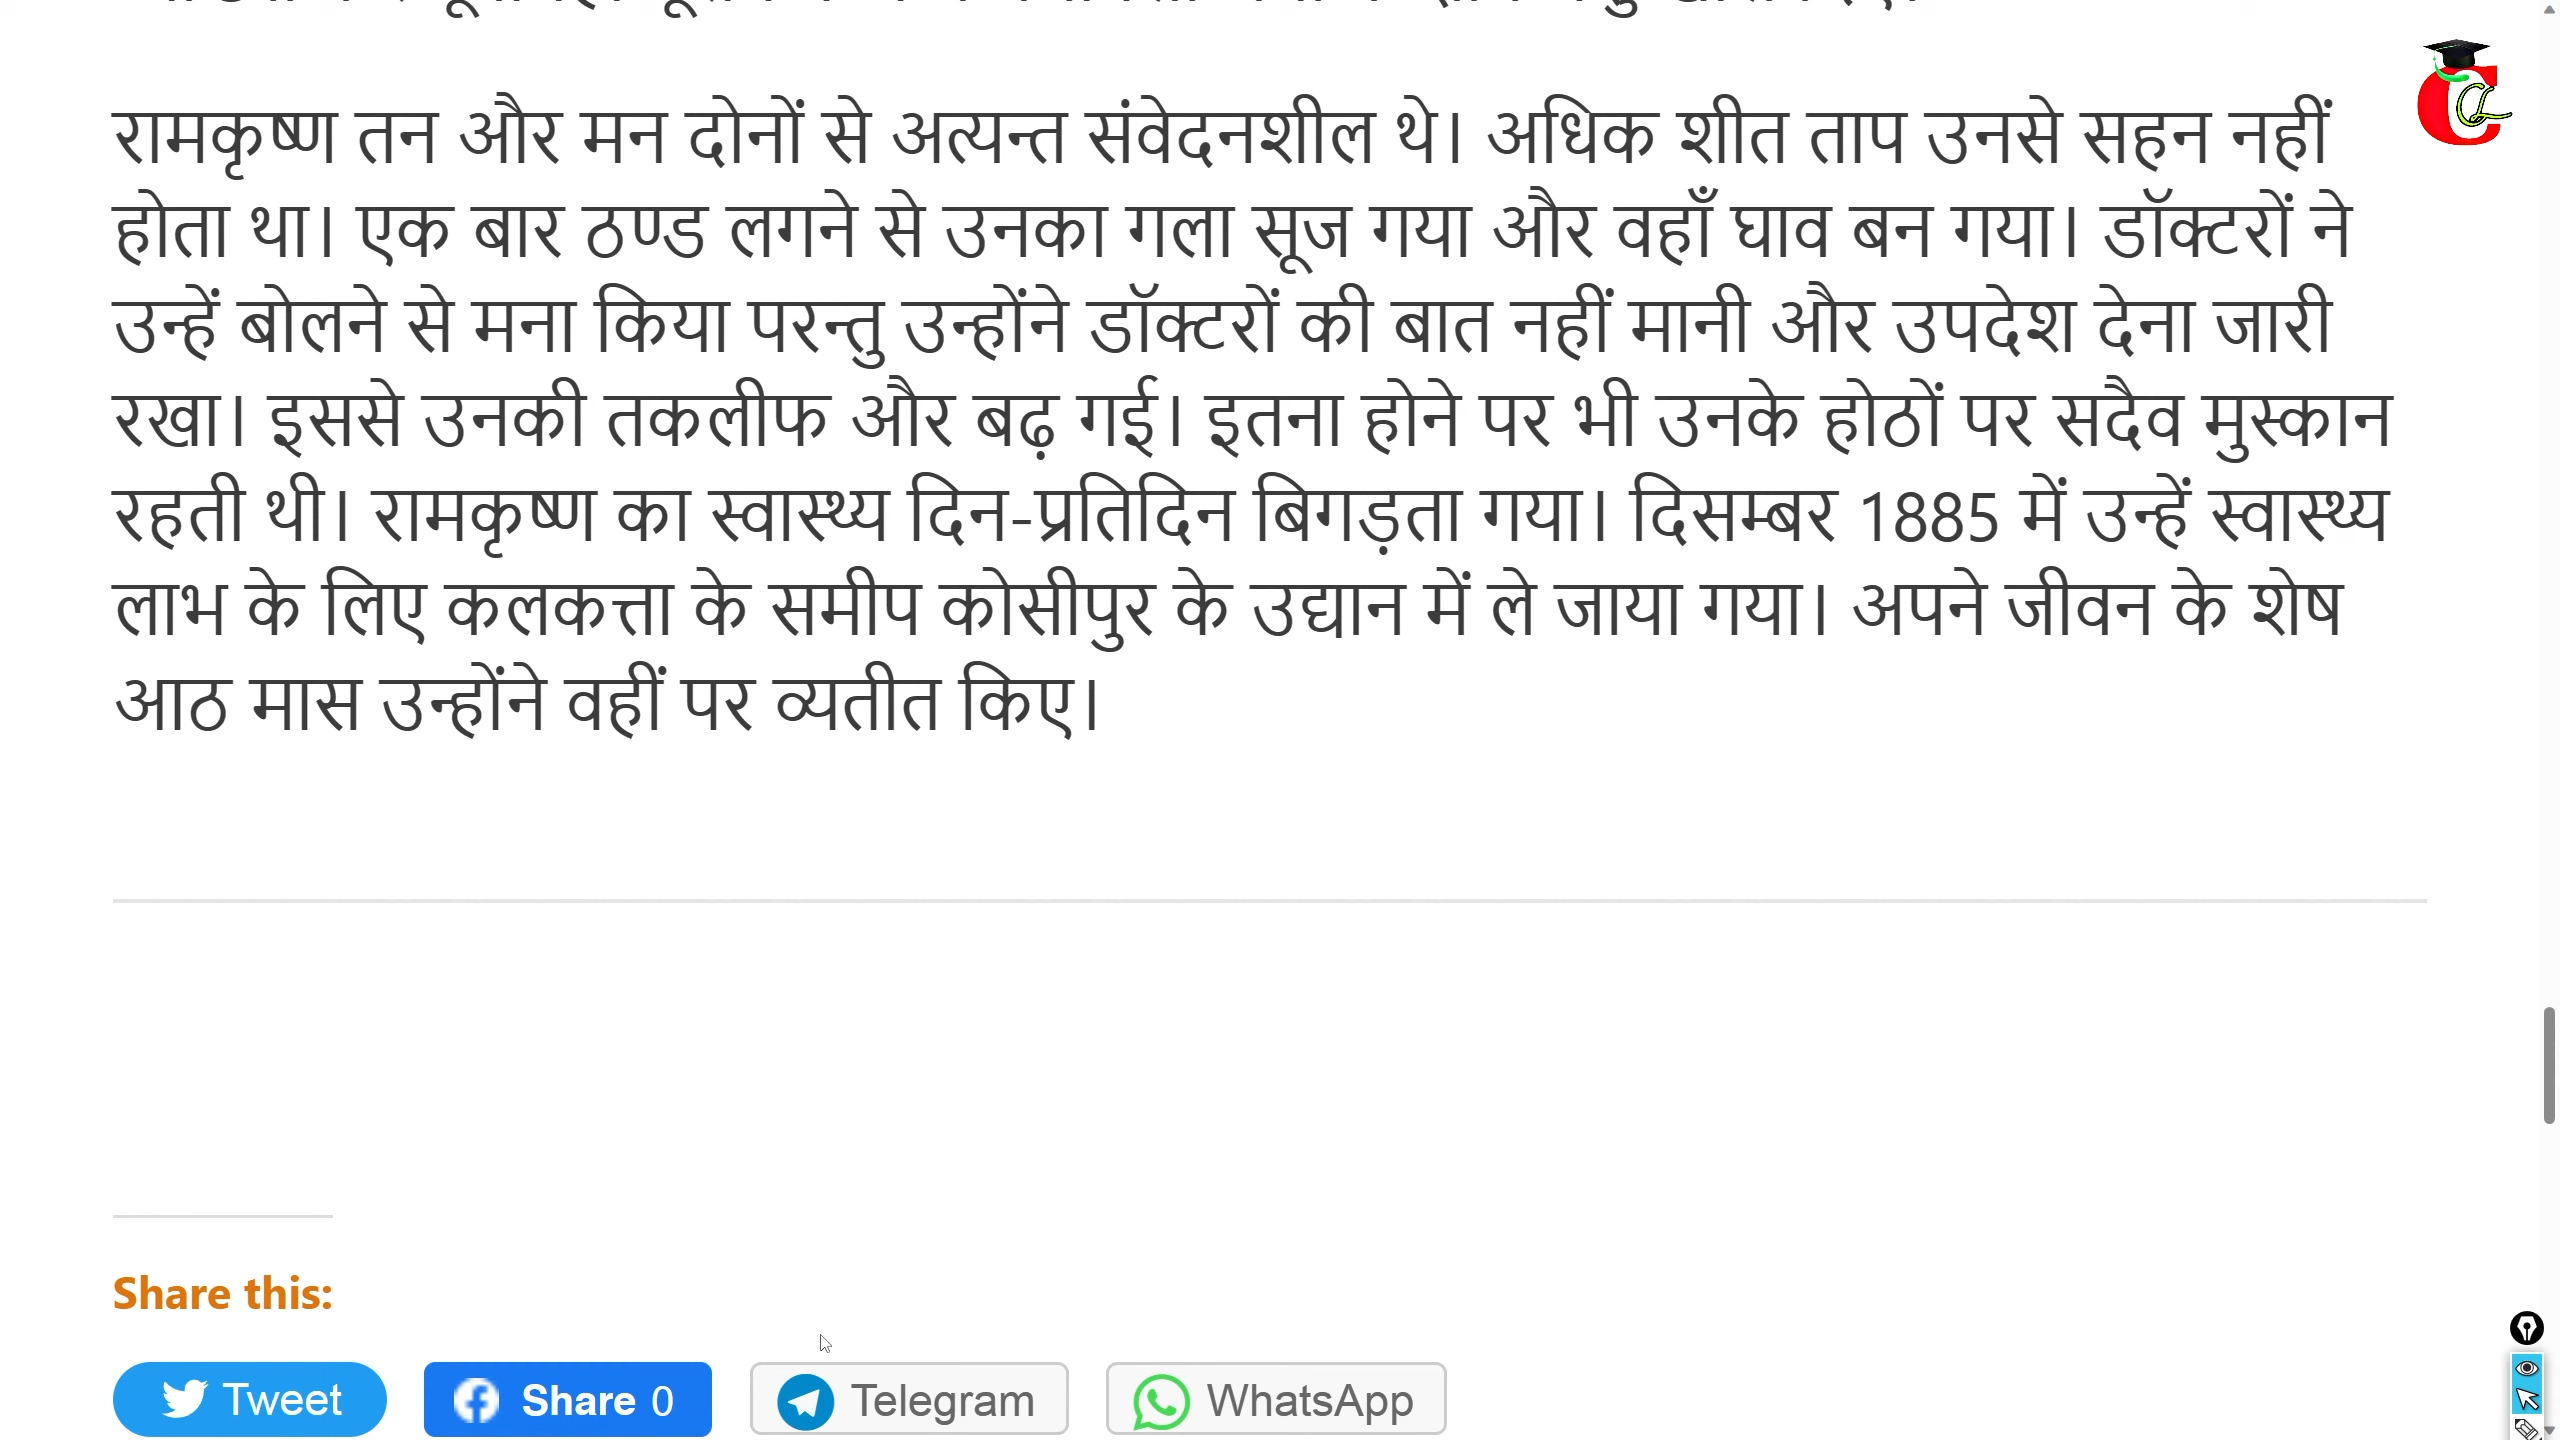 रामकृष्ण तन और मन दोनों से अत्यन्त संवेदनशील थे। अधिक शीत ताप उनसे सहन नहीं
होता था। एक बार ठण्ड लगने से उनका गला सूज गया और वहाँ घाव बन गया। डॉक्टरों ने
उन्हें बोलने से मना किया परन्तु उन्होंने डॉक्टरों की बात नहीं मानी और उपदेश देना जारी
रखा। इससे उनकी तकलीफ और बढ़ गई। इतना होने पर भी उनके होठों पर सदैव मुस्कान
रहती थी। रामकृष्ण का स्वास्थ्य दिन-प्रतिदिन बिगड़ता गया। दिसम्बर 1885 में उन्हें स्वास्थ्य
लाभ के लिए कलकत्ता के समीप कोसीपुर के उद्यान में ले जाया गया। अपने जीवन के शेष
आठ मास उन्होंने वहीं पर व्यतीत किए।
Share this:
Tweet Share 0 Telegram WhatsApp